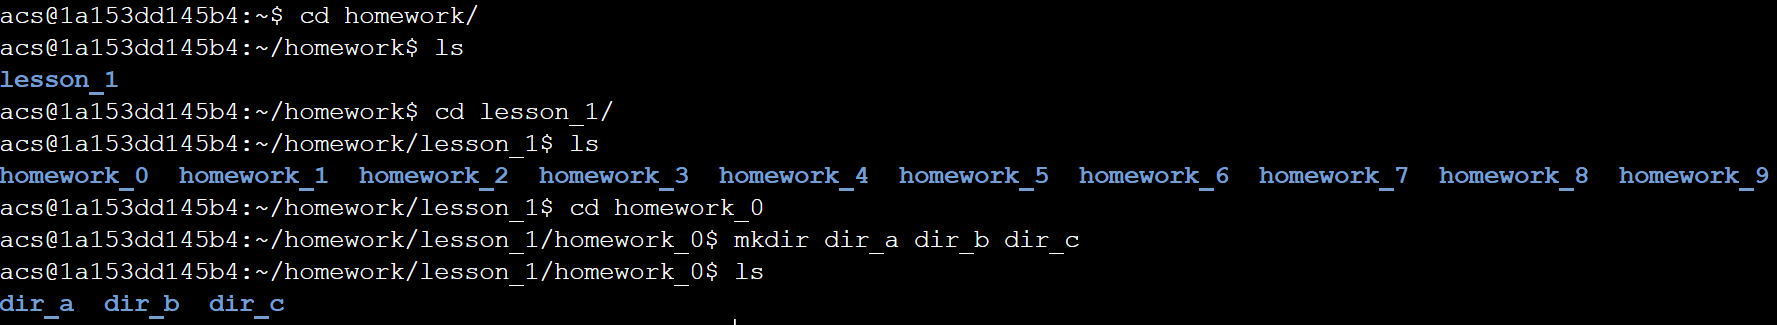 acs@1a153dd145b4:~$ cd homework/
acs@1a153dd145b4:~/homework$ ls
lesson_1
acs@1a153dd145b4:~/homework$ cd lesson_1/
acs@1a153dd145b4:~/homework/lesson_1$ ls
homework_0  homework_1  homework_2  homework_3  homework_4  homework_5  homework_6  homework_7  homework_8  homework_9
acs@1a153dd145b4:~/homework/lesson_1$ cd homework_0
acs@1a153dd145b4:~/homework/lesson_1/homework_0$ mkdir dir_a dir_b dir_c
acs@1a153dd145b4:~/homework/lesson_1/homework_0$ ls
dir_a  dir_b  dir_c